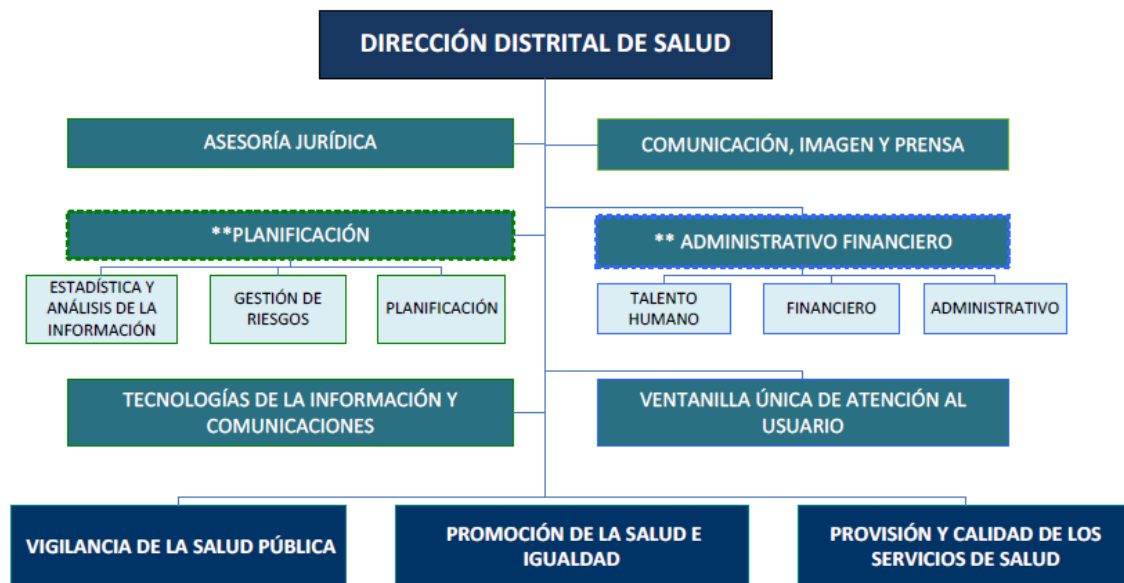 DIRECCIÓN DISTRITAL DE SALUD
ASESORÍA JURÍDICA
COMUNICACIÓN, IMAGEN Y PRENSA
**PLANIFICACIÓN
** ADMINISTRATIVO FINANCIERO
ESTADÍSTICA Y
ANÁLISIS DE LA
INFORMACIÓN
GESTIÓN DE
RIESGOS
PLANIFICACIÓN
TALENTO
HUMANO
FINANCIERO
ADMINISTRATIVO
TECNOLOGÍAS DE LA INFORMACIÓN Y
COMUNICACIONES
VENTANILLA ÚNICA DE ATENCIÓN AL
USUARIO
VIGILANCIA DE LA SALUD PÚBLICA
PROMOCIÓN DE LA SALUD E
IGUALDAD
PROVISIÓN Y CALIDAD DE LOS
SERVICIOS DE SALUD